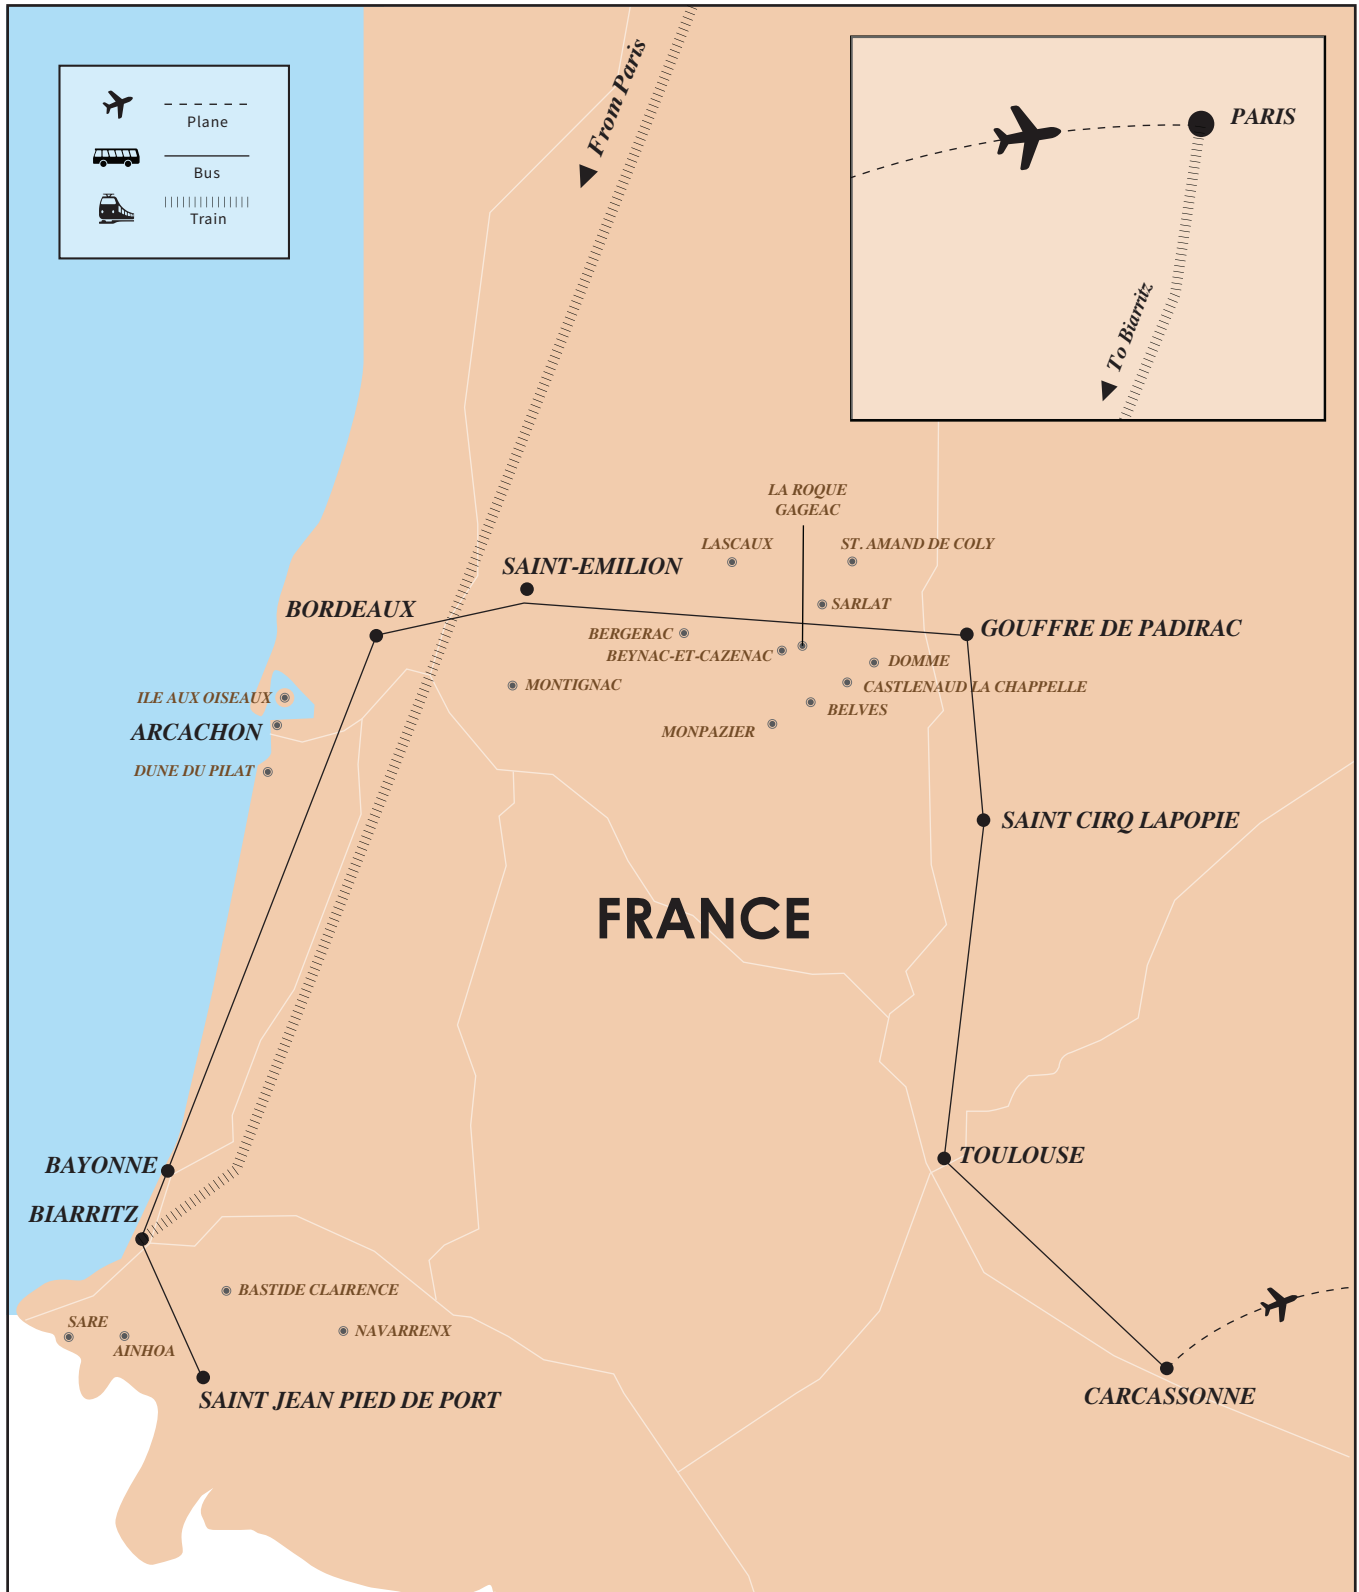 Plane
Bus
Train
From Paris
PARIS
To Biarritz
LA ROQUE
GAGEAC
LASCAUX
ST. AMAND DE COLY
SAINT-EMILION
SARLAT
BORDEAUX
BERGERAC
GOUFFRE DE PADIRAC
BEYNAC-ET-CAZENAC
DOMME
MONTIGNAC
CASTLENAUD LA CHAPPELLE
ILE AUX OISEAUX
BELVES
ARCACHON
MONPAZIER
DUNE DU PILAT
SAINT CIRQ LAPOPIE
FRANCE
BAYONNE
TOULOUSE
BIARRITZ
BASTIDE CLAIRENCE
SARE
NAVARRENX
AINHOA
SAINT JEAN PIED DE PORT
CARCASSONNE